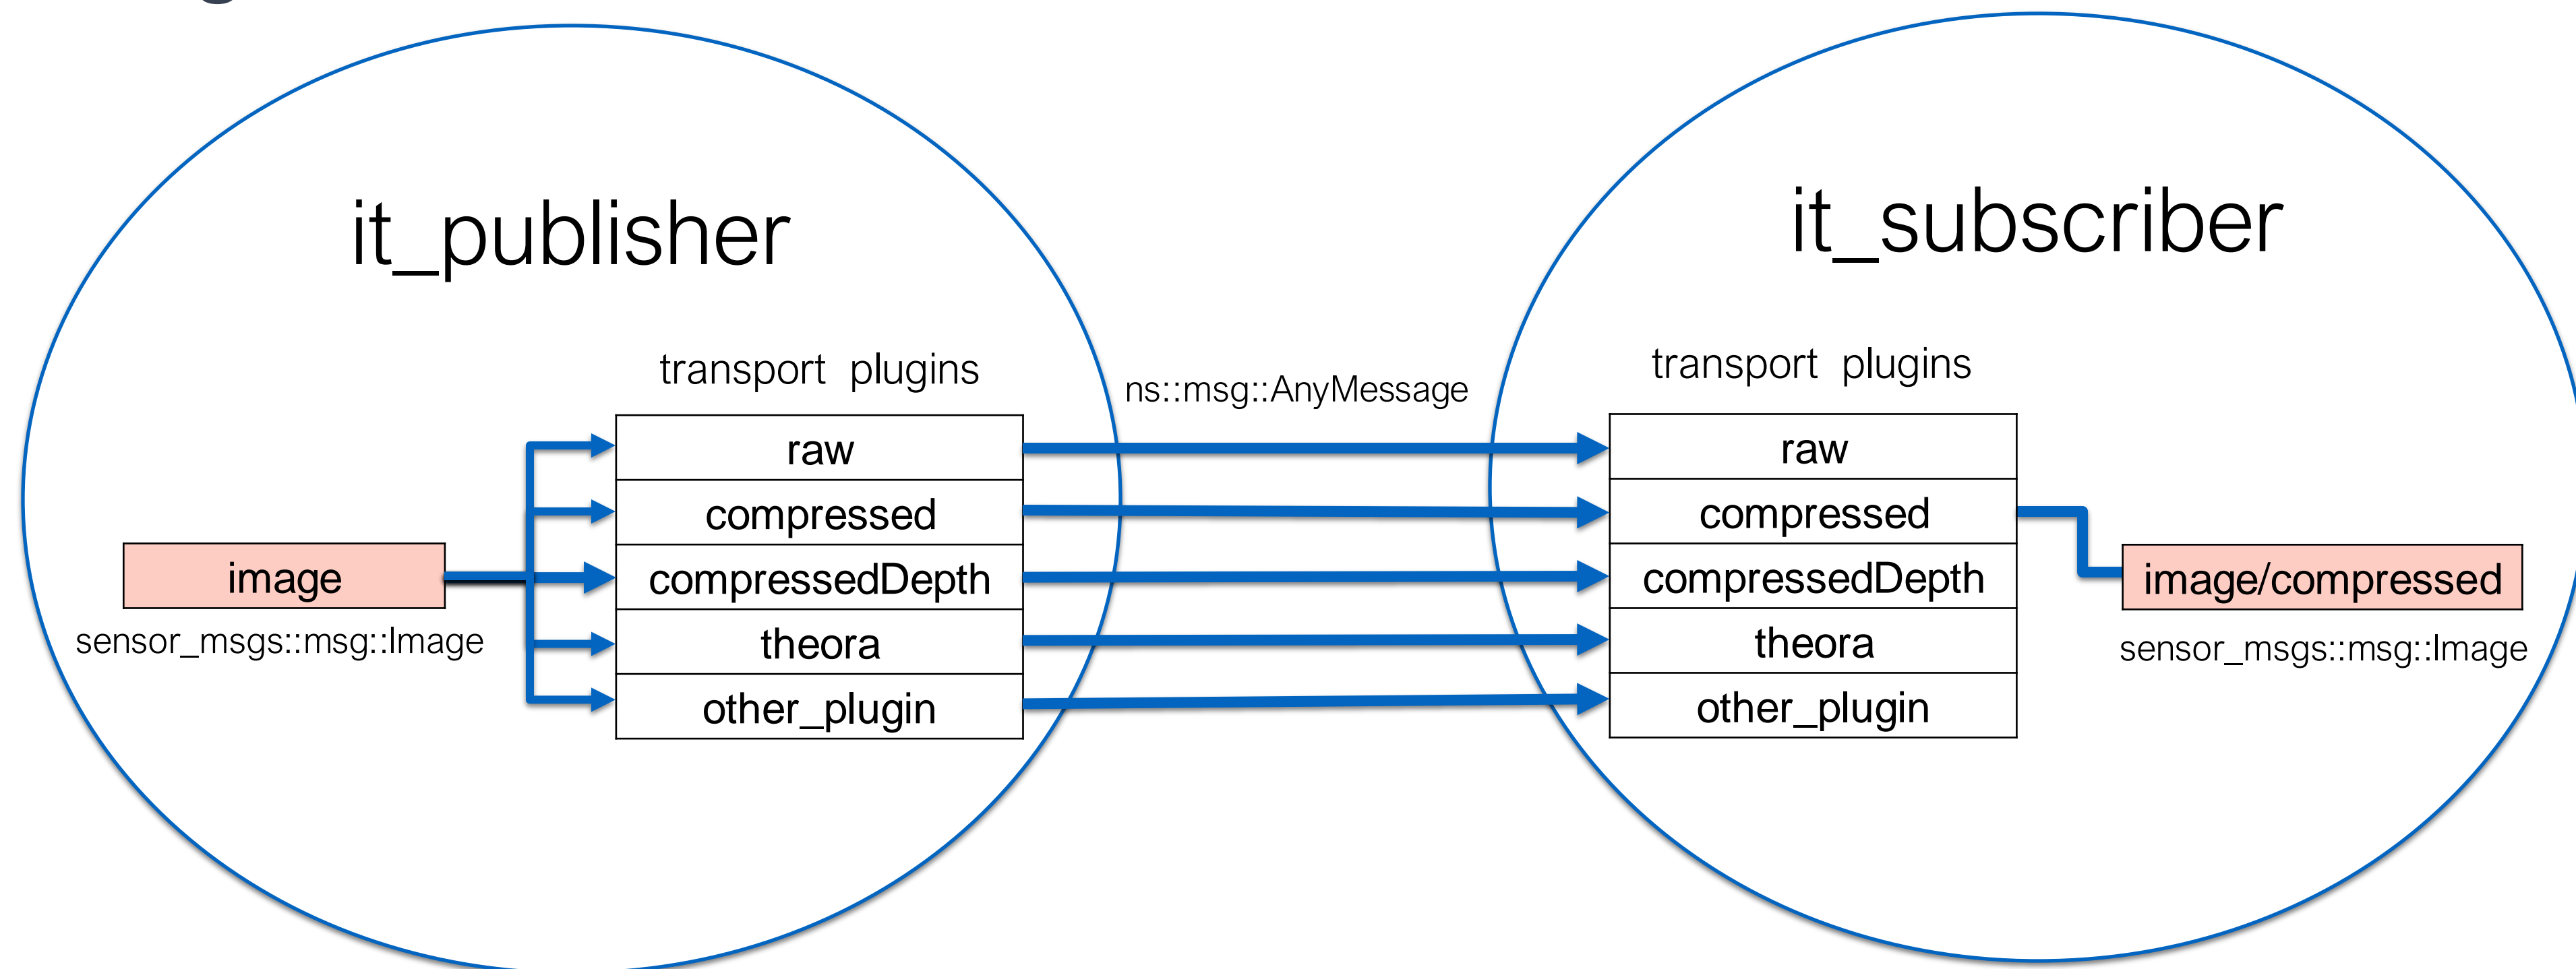 it_publisher
transport plugins
raw
compressed
compressedDepth
theora
other_plugin
image
sensor_msgs::msg::Image
ns::msg::AnyMessage
it_subscriber
transport plugins
raw
compressed
compressedDepth
theora
other_plugin
image/compressed
sensor_msgs::msg::Image